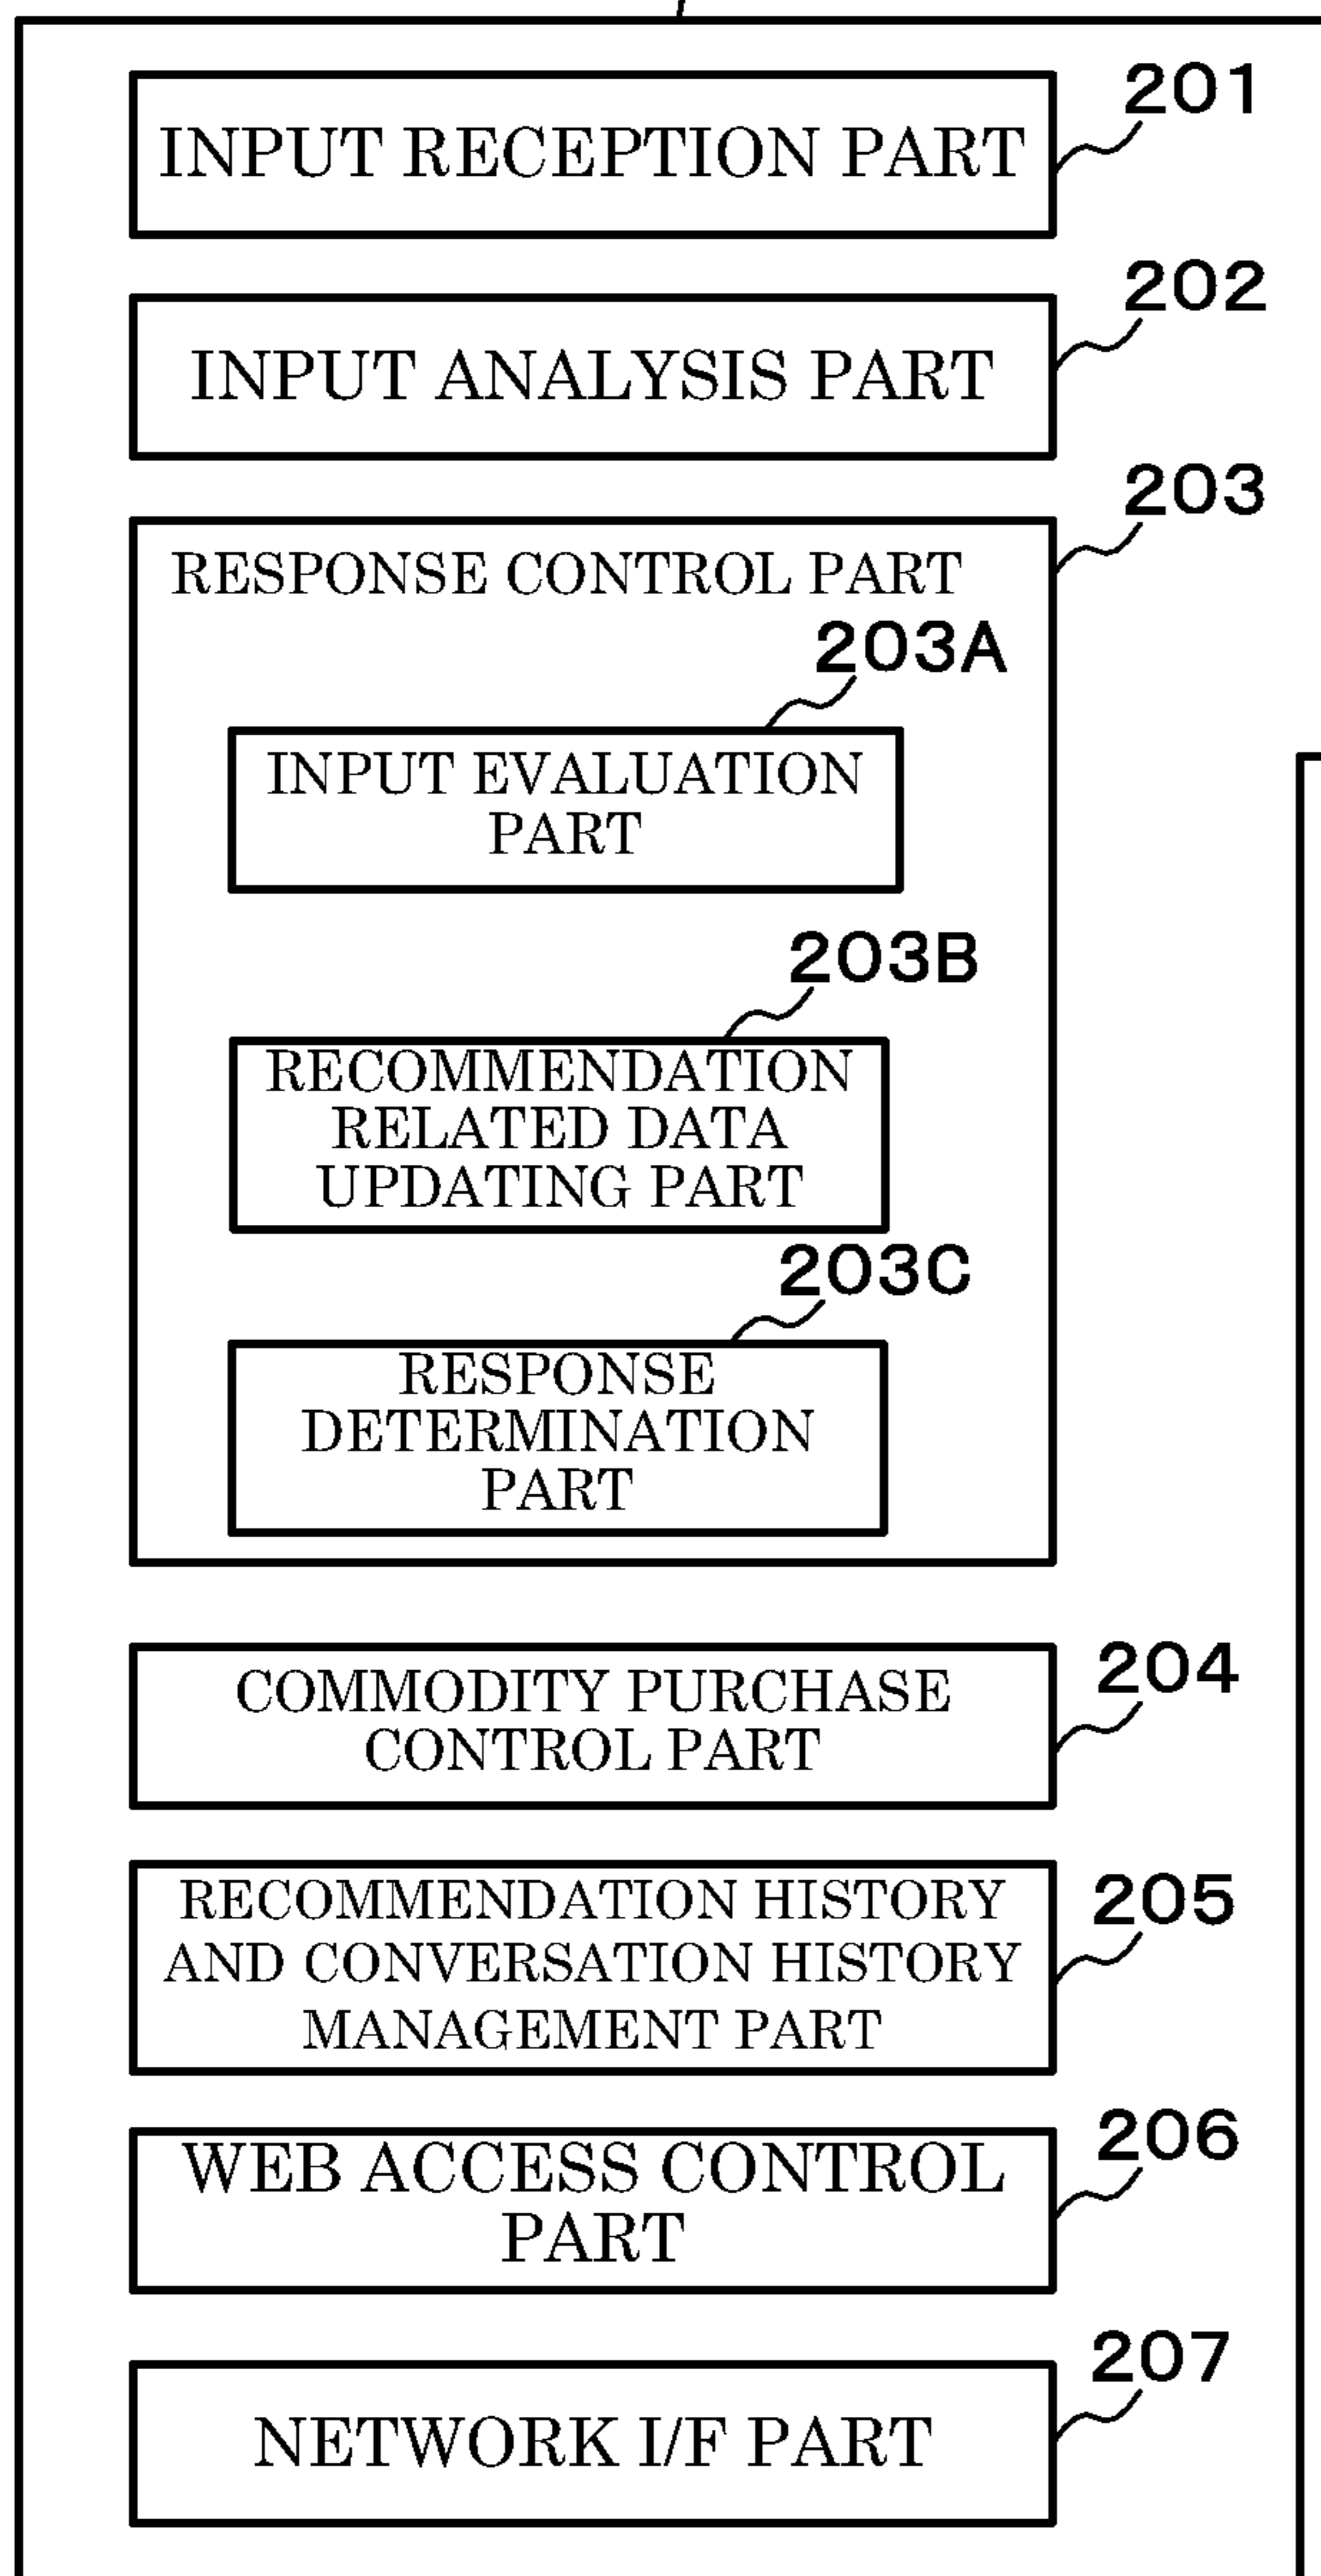 201
INPUT RECEPTION PART
202
INPUT ANALYSIS PART
203
RESPONSE CONTROL PART
203A
INPUT EVALUATION
PART
203B
RECOMMENDATION
RELATED DATA
UPDATING PART
203C
RESPONSE
DETERMINATION
PART
204
COMMODITY PURCHASE
CONTROL PART
205
RECOMMENDATION HISTORY
AND CONVERSATION HISTORY
MANAGEMENT PART
206
WEB ACCESS CONTROL
PART
207
NETWORK I/F PART